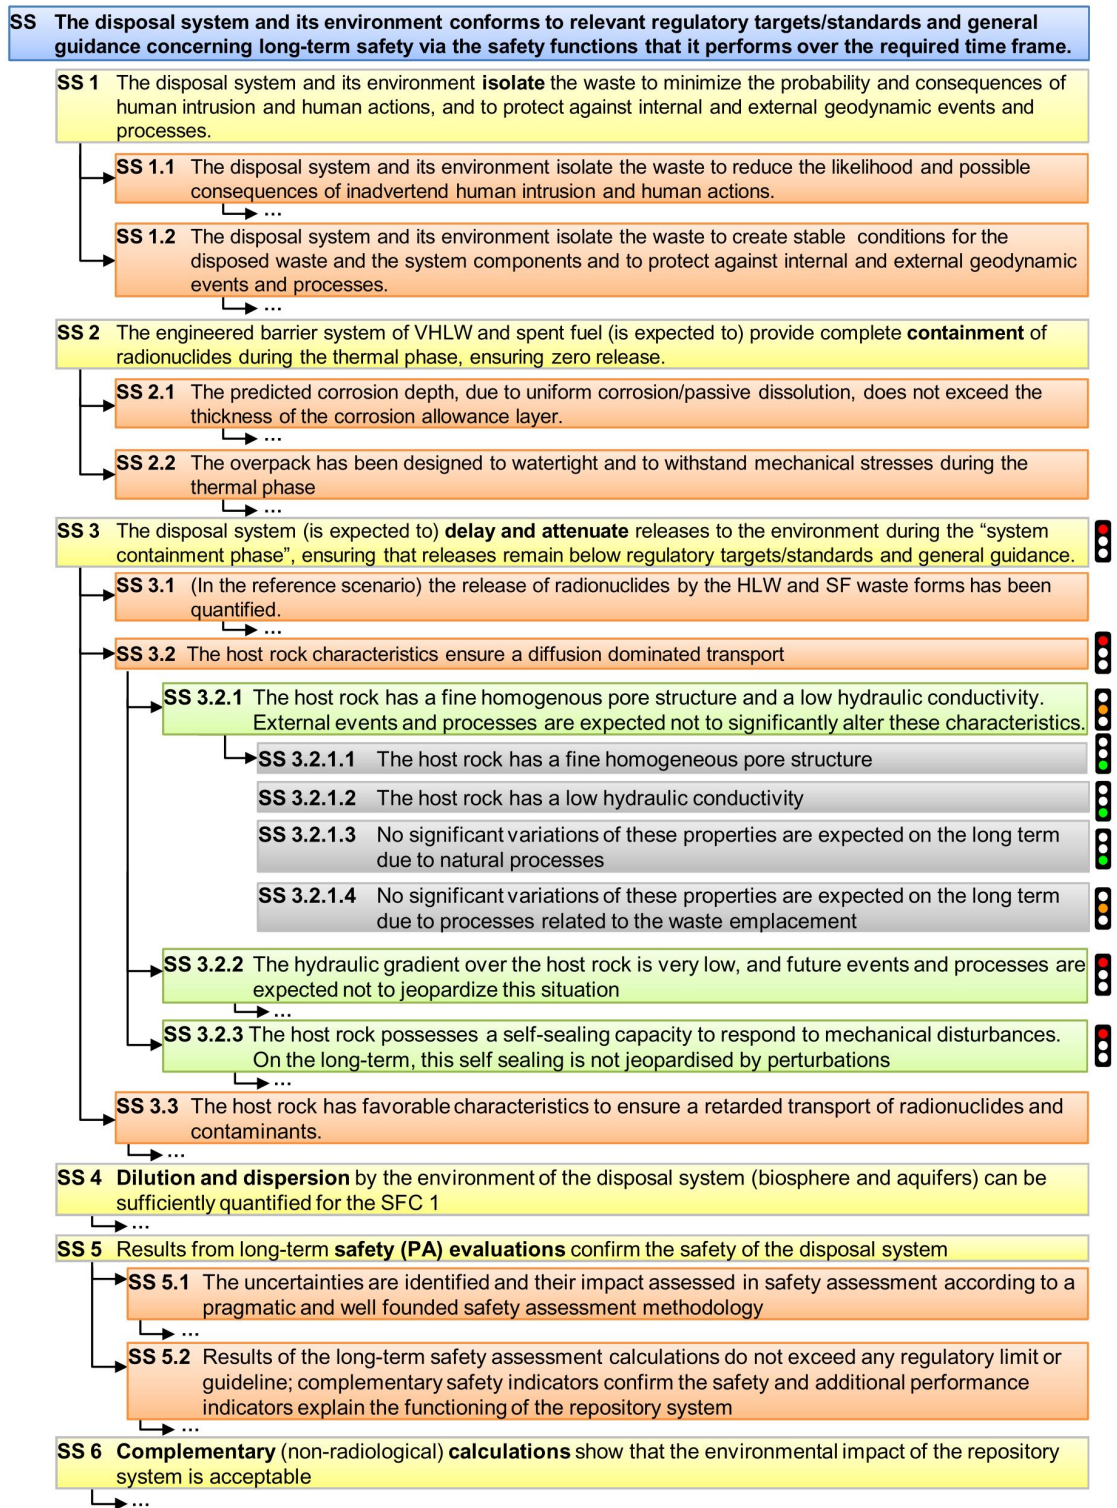 SS The disposal system and its environment conforms to relevant regulatory targets/standards and general
guidance concerning long-term safety via the safety functions that it performs over the required time frame.
SS 1 The disposal system and its environment isolate the waste to minimize the probability and consequences of
human intrusion and human actions, and to protect against internal and external geodynamic events and
processes.
SS 1.1 The disposal system and its environment isolate the waste to reduce the likelihood and possible
consequences of inadvertend human intrusion and human actions.
...
SS 1.2 The disposal system and its environment isolate the waste to create stable conditions for the
disposed waste and the system components and to protect against internal and external geodynamic
events and processes.
...
SS 2 The engineered barrier system of VHLW and spent fuel (is expected to) provide complete containment of
radionuclides during the thermal phase, ensuring zero release.
SS 2.1 The predicted corrosion depth, due to uniform corrosion/passive dissolution, does not exceed the
thickness of the corrosion allowance layer.
...
SS 2.2 The overpack has been designed to watertight and to withstand mechanical stresses during the
thermal phase
...
SS 3 The disposal system (is expected to) delay and attenuate releases to the environment during the “system
containment phase”, ensuring that releases remain below regulatory targets/standards and general guidance.
SS 3.1 (In the reference scenario) the release of radionuclides by the HLW and SF waste forms has been
quantified.
...
SS 3.2 The host rock characteristics ensure a diffusion dominated transport
SS 3.2.1 The host rock has a fine homogenous pore structure and a low hydraulic conductivity.
External events and processes are expected not to significantly alter these characteristics.
SS 3.2.1.1 The host rock has a fine homogeneous pore structure
SS 3.2.1.2 The host rock has a low hydraulic conductivity
SS 3.2.1.3 No significant variations of these properties are expected on the long term
due to natural processes
SS 3.2.1.4 No significant variations of these properties are expected on the long term
due to processes related to the waste emplacement
SS 3.2.2 The hydraulic gradient over the host rock is very low, and future events and processes are
expected not to jeopardize this situation
...
SS 3.2.3 The host rock possesses a self-sealing capacity to respond to mechanical disturbances.
On the long-term, this self sealing is not jeopardised by perturbations
...
SS 3.3 The host rock has favorable characteristics to ensure a retarded transport of radionuclides and
contaminants.
...
SS 4 Dilution and dispersion by the environment of the disposal system (biosphere and aquifers) can be
sufficiently quantified for the SFC 1
...
SS 5 Results from long-term safety (PA) evaluations confirm the safety of the disposal system
SS 5.1 The uncertainties are identified and their impact assessed in safety assessment according to a
pragmatic and well founded safety assessment methodology
...
SS 5.2 Results of the long-term safety assessment calculations do not exceed any regulatory limit or
guideline; complementary safety indicators confirm the safety and additional performance
indicators explain the functioning of the repository system
...
SS 6 Complementary (non-radiological) calculations show that the environmental impact of the repository
system is acceptable
...